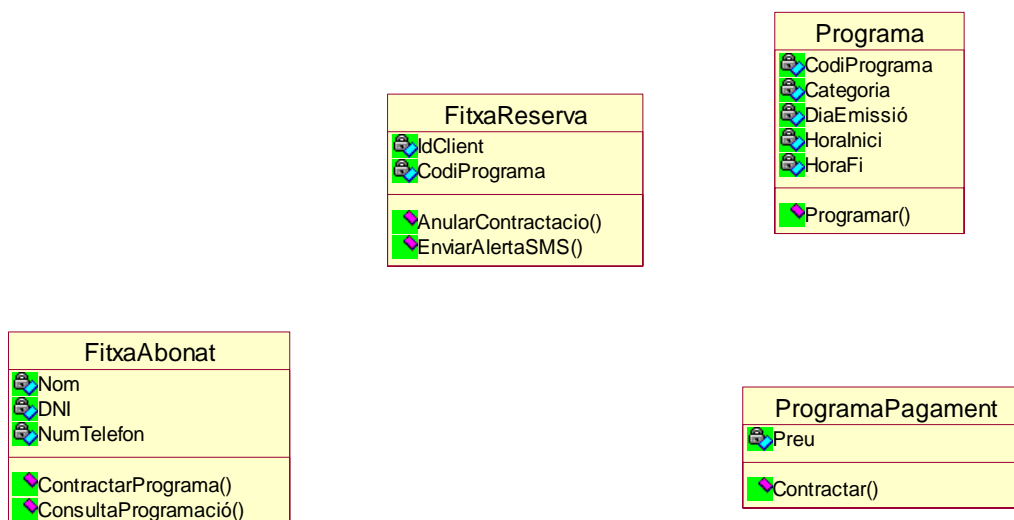 Programa
CodiPrograma
Categoria
DiaEmissió
HoraInici
HoraFi
Programar()
FitxaReserva
IdClient
CodiPrograma
AnularContractacio()
EnviarAlertaSMS()
FitxaAbonat
Nom
DNI
NumTelefon
ContractarPrograma()
ConsultaProgramació()
ProgramaPagament
Preu
Contractar()